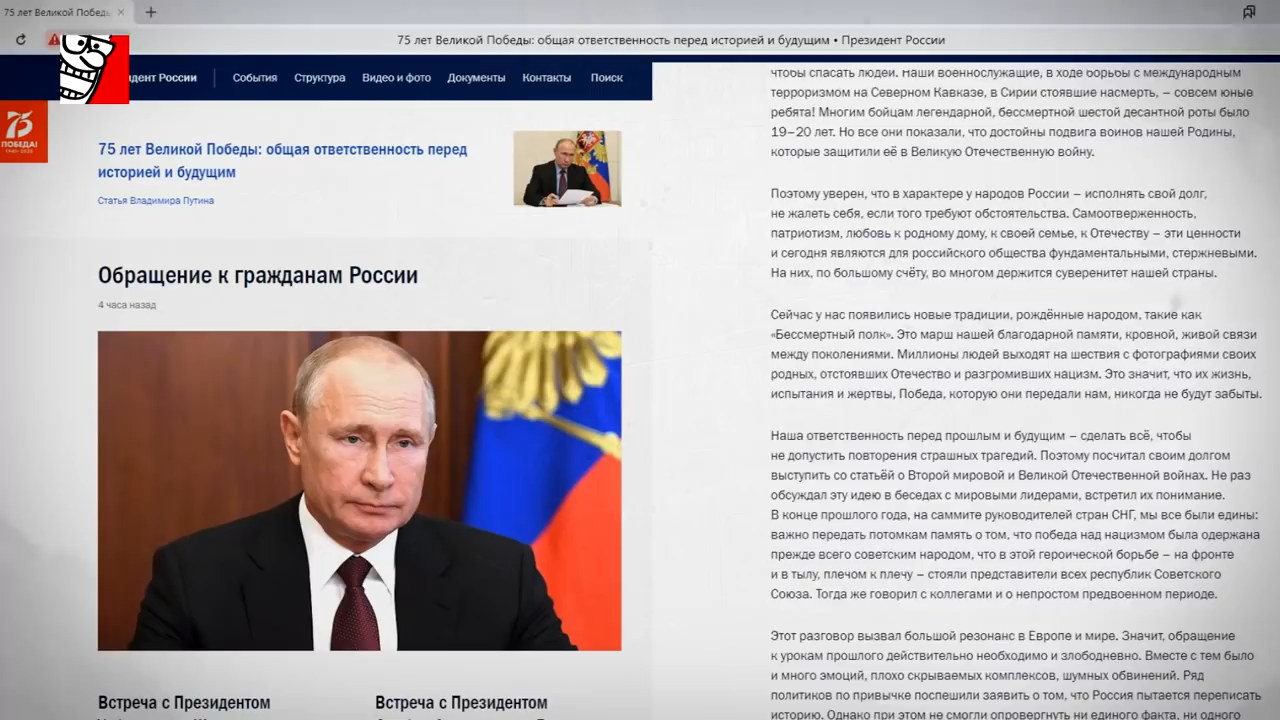 75 лет Великой Победы
75 лет Великой Победы: общая ответственность перед историей и будущим • Президент России
дент России
События
Структура
Видео и фото
Документы
Контакты
Поиск
75
ПОБЕДА!
1945-2020
75 лет Великой Победы: общая ответственность перед
историей и будущим
Статья Владимира Путина
Обращение к гражданам России
4 часа назад
Встреча с Президентом
Встреча с Президентом
чтобы спасать людей. Наши военнослужащие, в ходе борьбы с международным
терроризмом на Северном Кавказе, в Сирии стоявшие насмерть, – совсем юные
ребята! Многим бойцам легендарной, бессмертной шестой десантной роты было
19–20 лет. Но все они показали, что достойны подвига воинов нашей Родины,
которые защитили её в Великую Отечественную войну.
Поэтому уверен, что в характере у народов России – исполнять свой долг,
не жалеть себя, если того требуют обстоятельства. Самоотверженность,
патриотизм, любовь к родному дому, к своей семье, к Отечеству – эти ценности
и сегодня являются для российского общества фундаментальными, стержневыми.
На них, по большому счёту, во многом держится суверенитет нашей страны.
Сейчас у нас появились новые традиции, рождённые народом, такие как
«Бессмертный полк». Это марш нашей благодарной памяти, кровной, живой связи
между поколениями. Миллионы людей выходят на шествия с фотографиями своих
родных, отстоявших Отечество и разгромивших нацизм. Это значит, что их жизнь,
испытания и жертвы, Победа, которую они передали нам, никогда не будут забыты.
Наша ответственность перед прошлым и будущим – сделать всё, чтобы
не допустить повторения страшных трагедий. Поэтому посчитал своим долгом
выступить со статьёй о Второй мировой и Великой Отечественной войнах. Не раз
обсуждал эту идею в беседах с мировыми лидерами, встретил их понимание.
В конце прошлого года, на саммите руководителей стран СНГ, мы все были едины:
важно передать потомкам память о том, что победа над нацизмом была одержана
прежде всего советским народом, что в этой героической борьбе – на фронте
и в тылу, плечом к плечу – стояли представители всех республик Советского
Союза. Тогда же говорил с коллегами и о непростом предвоенном периоде.
Этот разговор вызвал большой резонанс в Европе и мире. Значит, обращение
к урокам прошлого действительно необходимо и злободневно. Вместе с тем было
и много эмоций, плохо скрываемых комплексов, шумных обвинений. Ряд
политиков по привычке поспешили заявить о том, что Россия пытается переписать
историю. Однако при этом не смогли опровергнуть ни единого факта, ни одного